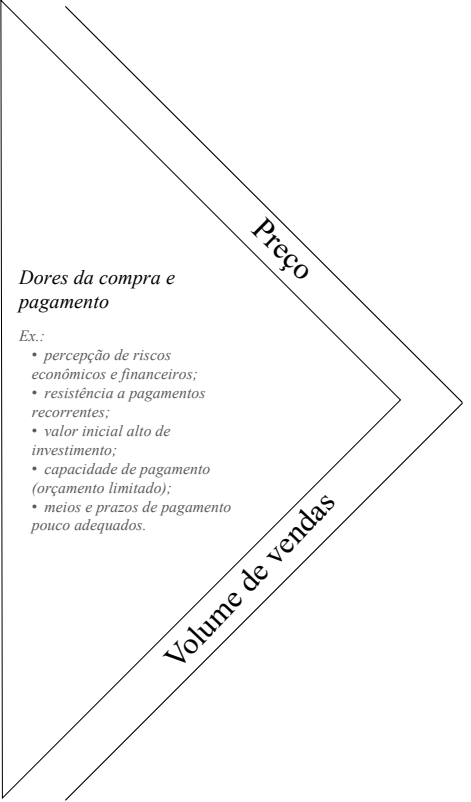 Preço
Dores da compra e
pagamento
Ex.:
• percepção de riscos
econômicos e financeiros;
• resistência a pagamentos
recorrentes;
• valor inicial alto de
investimento;
• capacidade de pagamento
(orçamento limitado);
• meios e prazos de pagamento
pouco adequados.
Volume de vendas